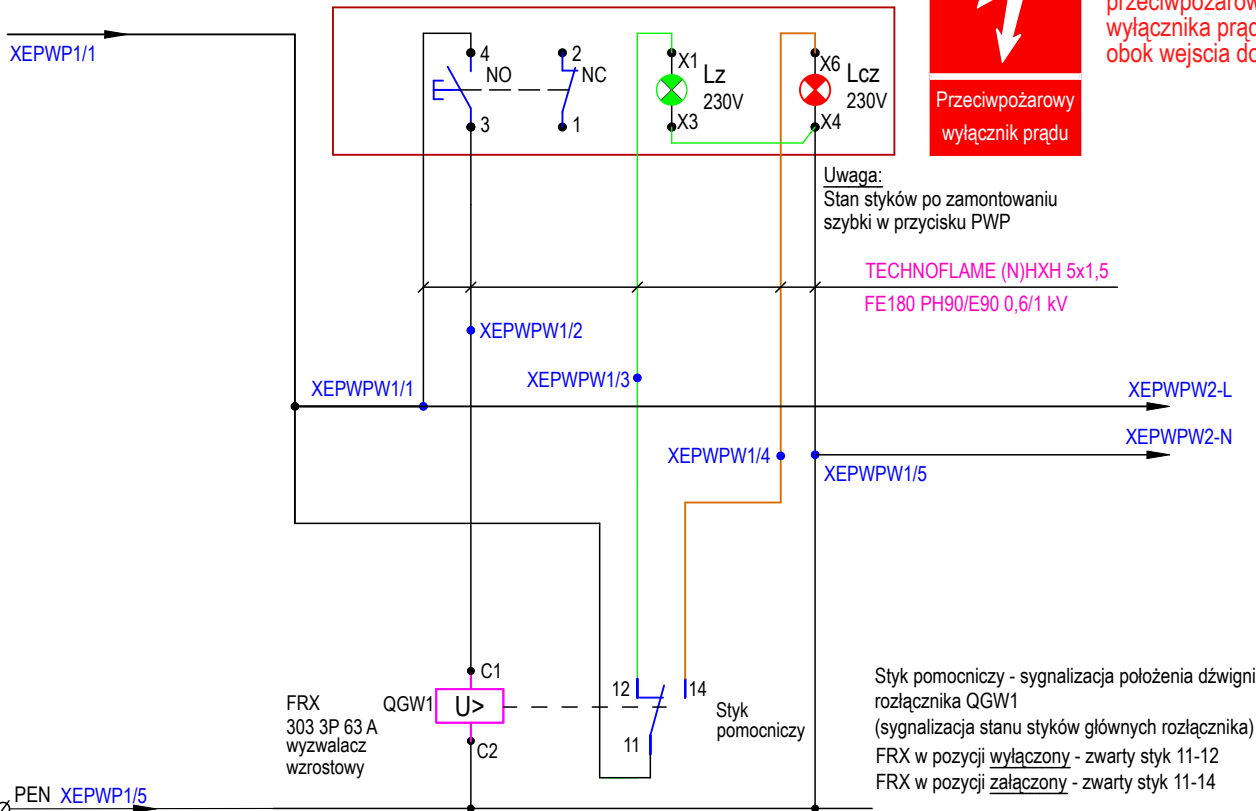 XEPWP1/1
4
NO
3
2
NC
1
X1
Lz
230V
X3
X6
Lcz
230V
X4
Przeciwpożarowy
wyłącznik prądu
wyłącznika
obok wejscia
Uwaga:
Stan styków po zamontowaniu
szybki w przycisku PWP
TECHNOFLAME (N)HXH 5x1,5
FE180 PH90/E90 0,6/1 kV
XEPWPW1/2
XEPWPW1/1
XEPWPW1/3
XEPWPW2-L
XEPWPW2-N
XEPWPW1/4
XEPWPW1/5
C1
FRX
303 3P 63 A
wyzwalacz
wzrostowy
QGW1
U>
C2
12
14
11
Styk
pomocniczy
Styk pomocniczy - sygnalizacja położenia dźwigni
rozłącznika QGW1
(sygnalizacja stanu styków głównych rozłącznika)
FRX w pozycji wyłączony - zwarty styk 11-12
FRX w pozycji załączony - zwarty styk 11-14
PEN XEPWP1/5